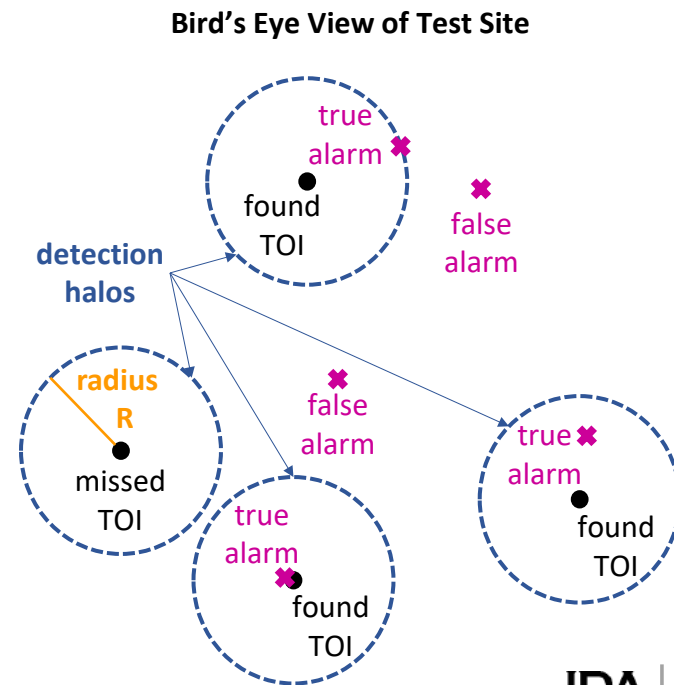 Bird’s Eye View of Test Site
true
alarm
found
TOI
false
alarm
detection
halos
radius
R
missed
TOI
false
alarm
true
alarm
found
TOI
true
alarm
found
TOI